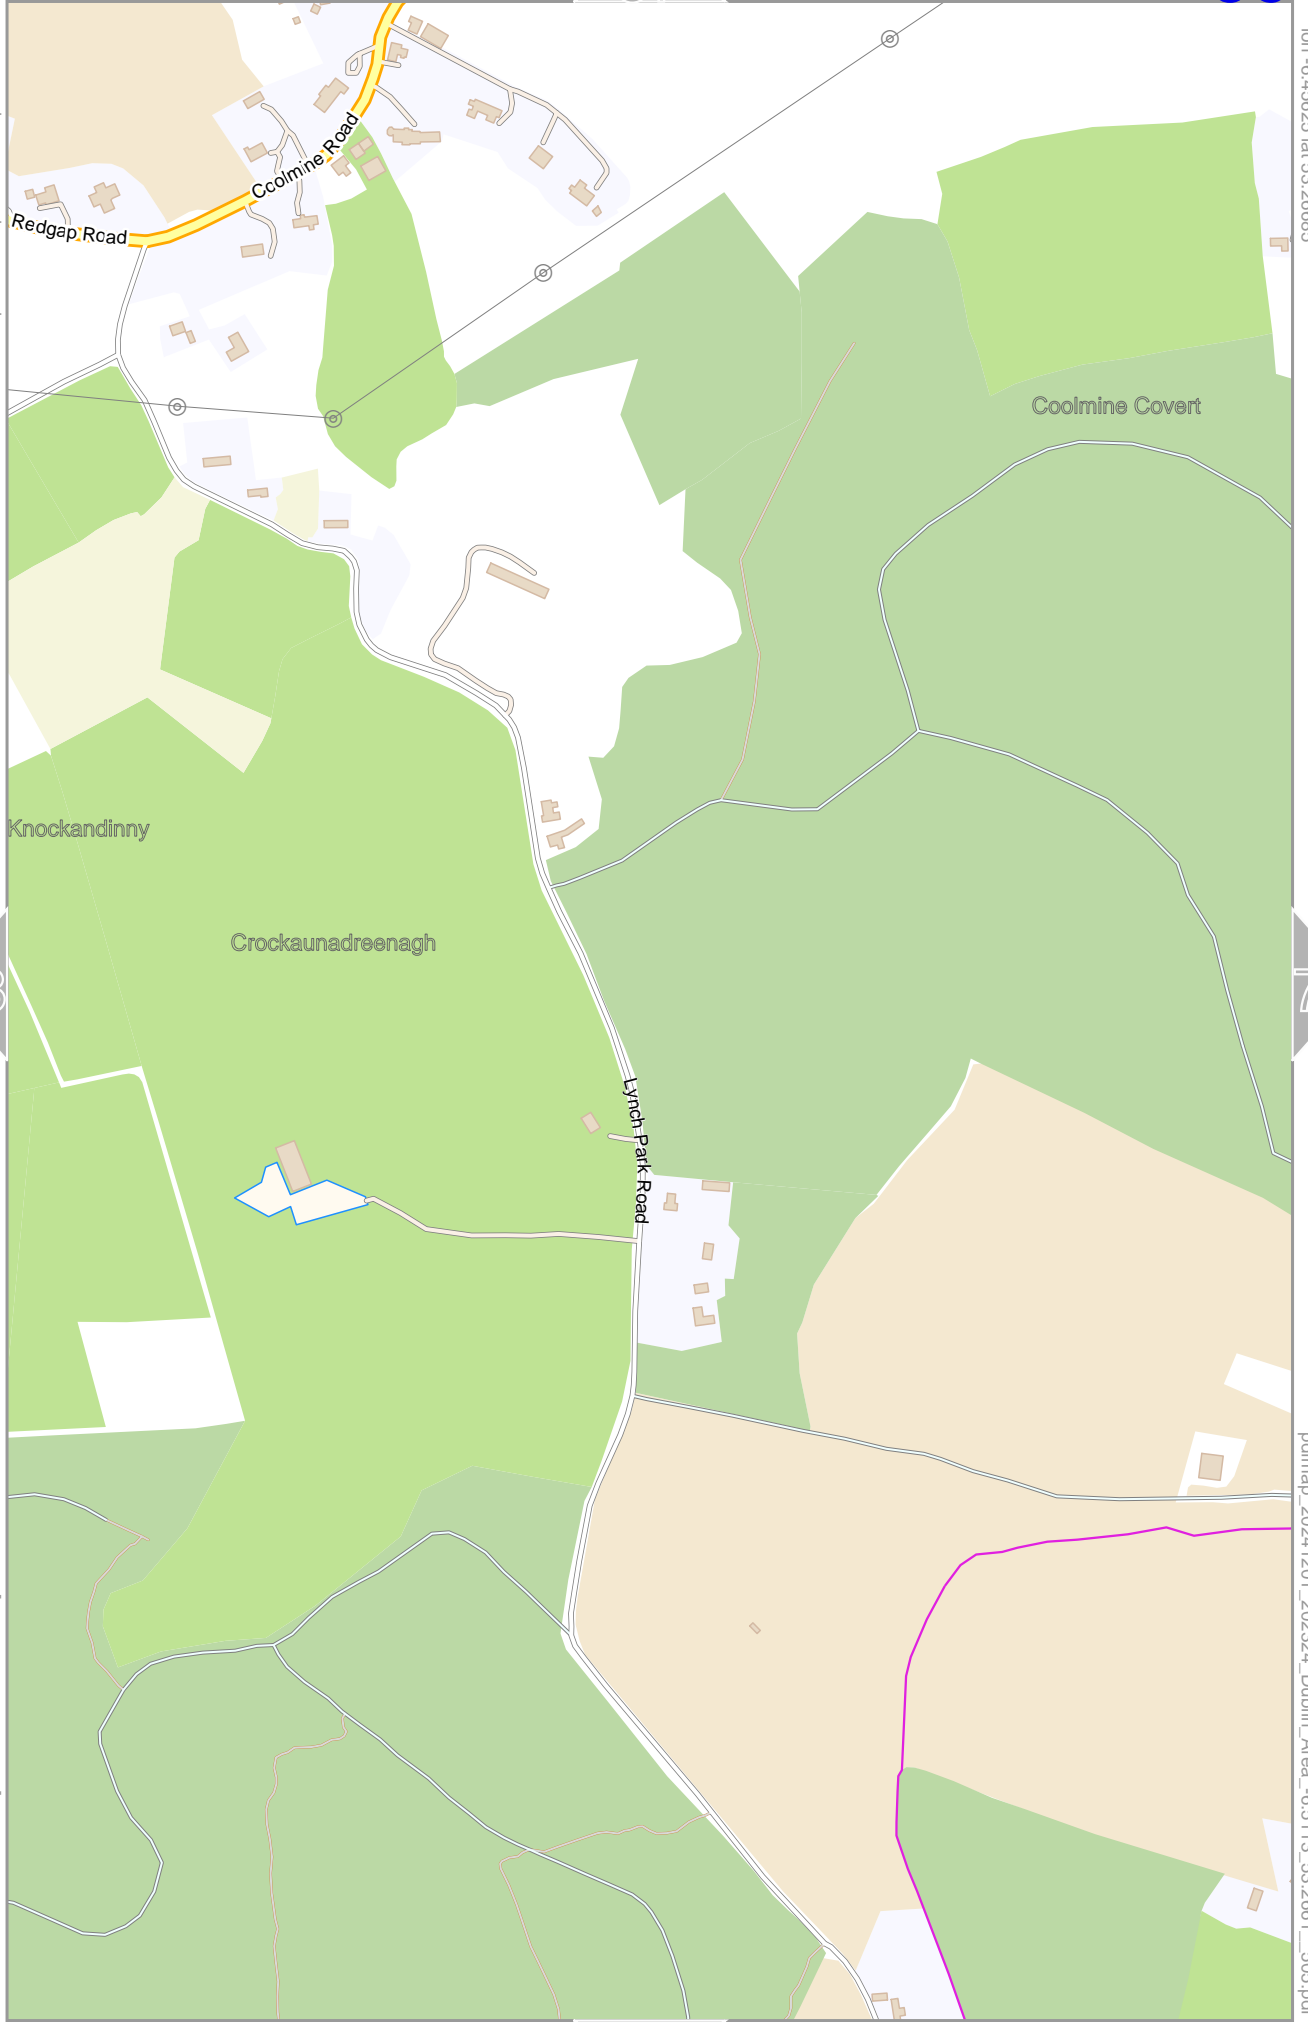 Coolmine Road
Redgap Road
Coolmine Covert
Knockandinny
Crockaunadreenagh
Lynch Park Road